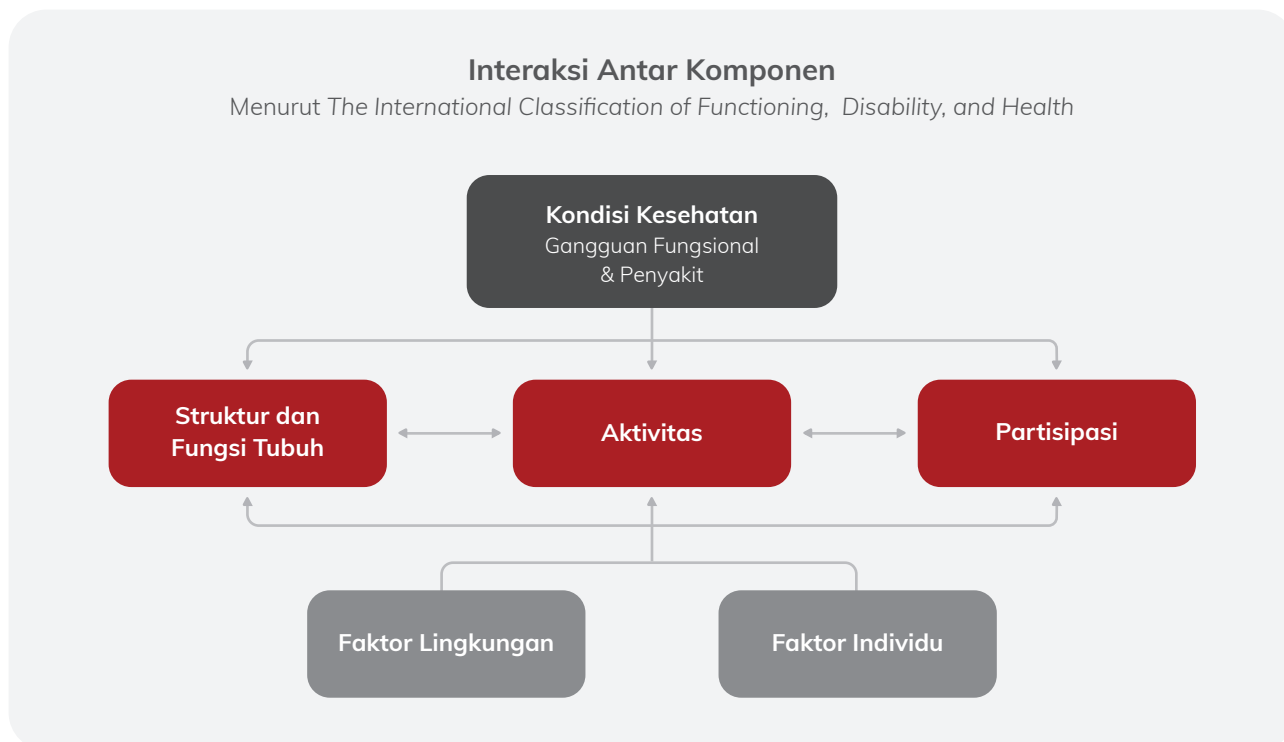 Interaksi Antar Komponen
Menurut The International Classification of Functioning, Disability, and Health
Kondisi Kesehatan
Gangguan Fungsional
& Penyakit
Struktur dan
Fungsi Tubuh
Aktivitas
Partisipasi
Faktor Lingkungan
Faktor Individu